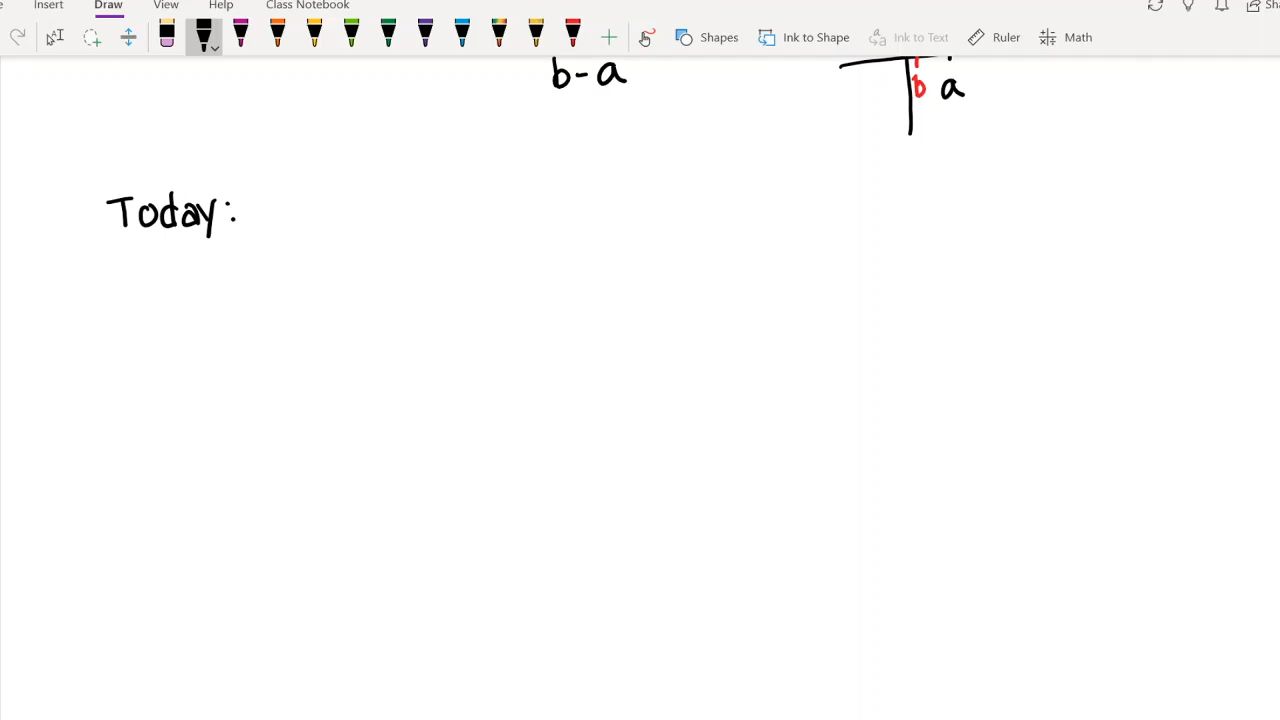 Insert Draw View Help Class Notebook
Shapes Ink to Shape Ink to Text Ruler Math
b-a
b a
Today: